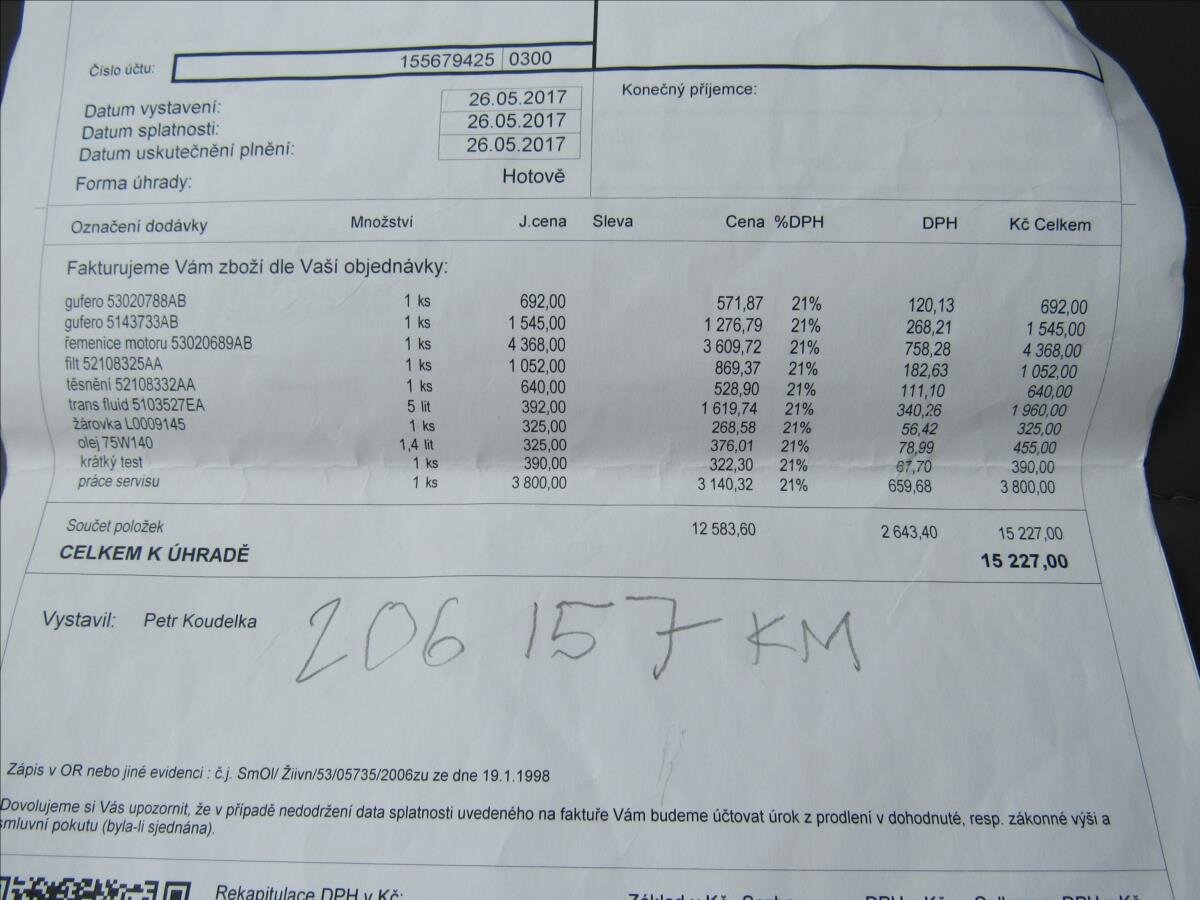 Číslo účtu: 155679425 0300
Datum vystavení: 26.05.2017
Konečný příjemce:
Datum splatnosti: 26.05.2017
Datum uskutečnění plnění: 26.05.2017
Forma úhrady: Hotově
Označení dodávky Množství J.cena Sleva Cena %DPH DPH Kč Celkem
Fakturujeme Vám zboží dle Vaší objednávky:
gufero 53020788AB 1 ks 692,00 571,87 21% 120,13 692,00
gufero 5143733AB 1 ks 1 545,00 1 276,79 21% 268,21 1 545,00
řemenice motoru 53020689AB 1 ks 4 368,00 3 609,72 21% 758,28 4 368,00
filt 52108325AA 1 ks 1 052,00 869,37 21% 182,63 1 052,00
těsnění 52108332AA 1 ks 640,00 528,90 21% 111,10 640,00
trans fluid 5103527EA 5 lit 392,00 1 619,74 21% 340,26 1 960,00
žárovka L0009145 1 ks 325,00 268,58 21% 56,42 325,00
olej 75W140 1,4 lit 325,00 376,01 21% 78,99 455,00
krátký test 1 ks 390,00 322,30 21% 67,70 390,00
práce servisu 1 ks 3 800,00 3 140,32 21% 659,68 3 800,00
Součet položek 12 583,60 2 643,40 15 227,00
CELKEM K ÚHRADĚ 15 227,00
Vystavil: Petr Koudelka
206 157 KM
Zápis v OR nebo jiné evidenci : č.j. SmOl/ Žiivn/53/05735/2006zu ze dne 19.1.1998
Dovolujeme si Vás upozornit, že v případě nedodržení data splatnosti uvedeného na faktuře Vám budeme účtovat úrok z prodlení v dohodnuté, resp. zákonné výši a
smluvní pokutu (byla-li sjednána).
Rekapitulace DPH v Kč: